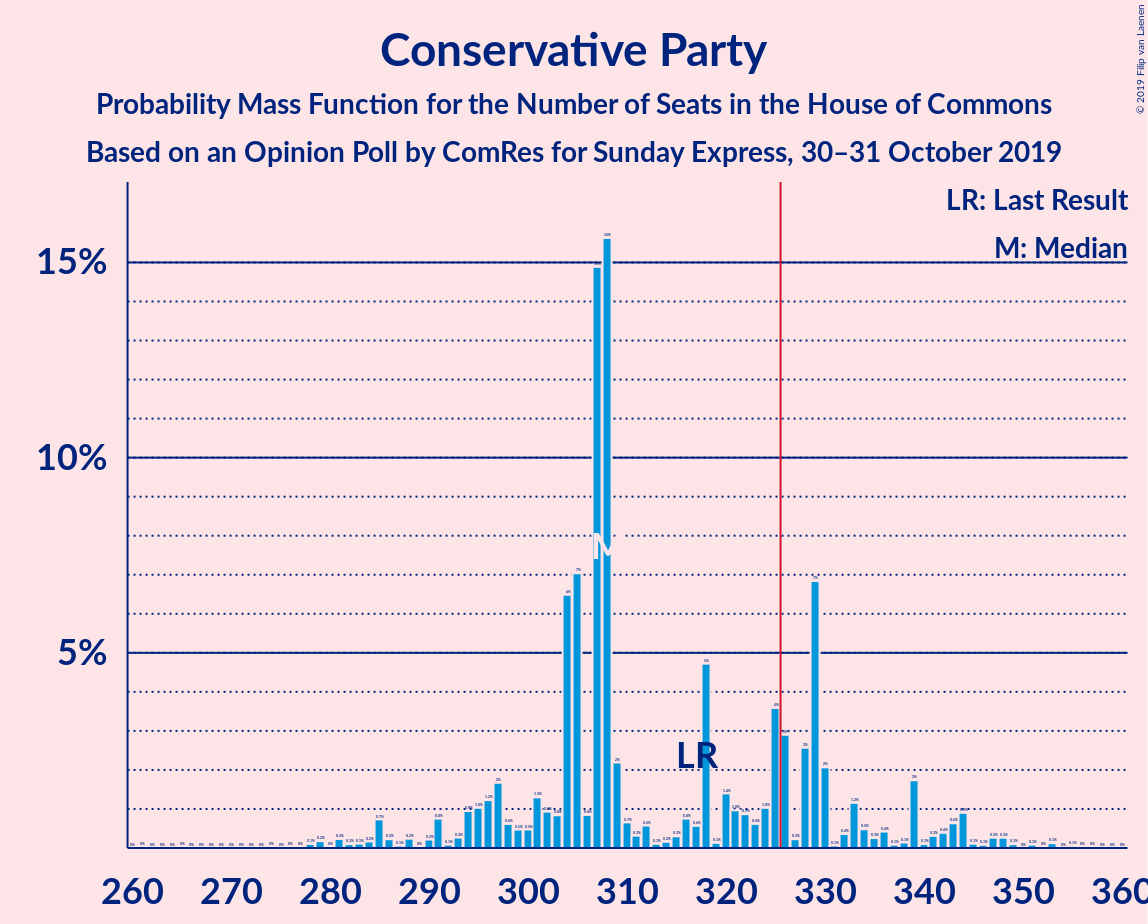 Conservative Party
Probability Mass Function for the Number of Seats in the House of Commons
Based on an Opinion Poll by ComRes for Sunday Express, 30–31 October 2019
© 2019 Filip van Laenen
LR: Last Result
M: Median
15%
10%
5%
M
LR
260 270 280 290 300 310 320 330 340 350 360